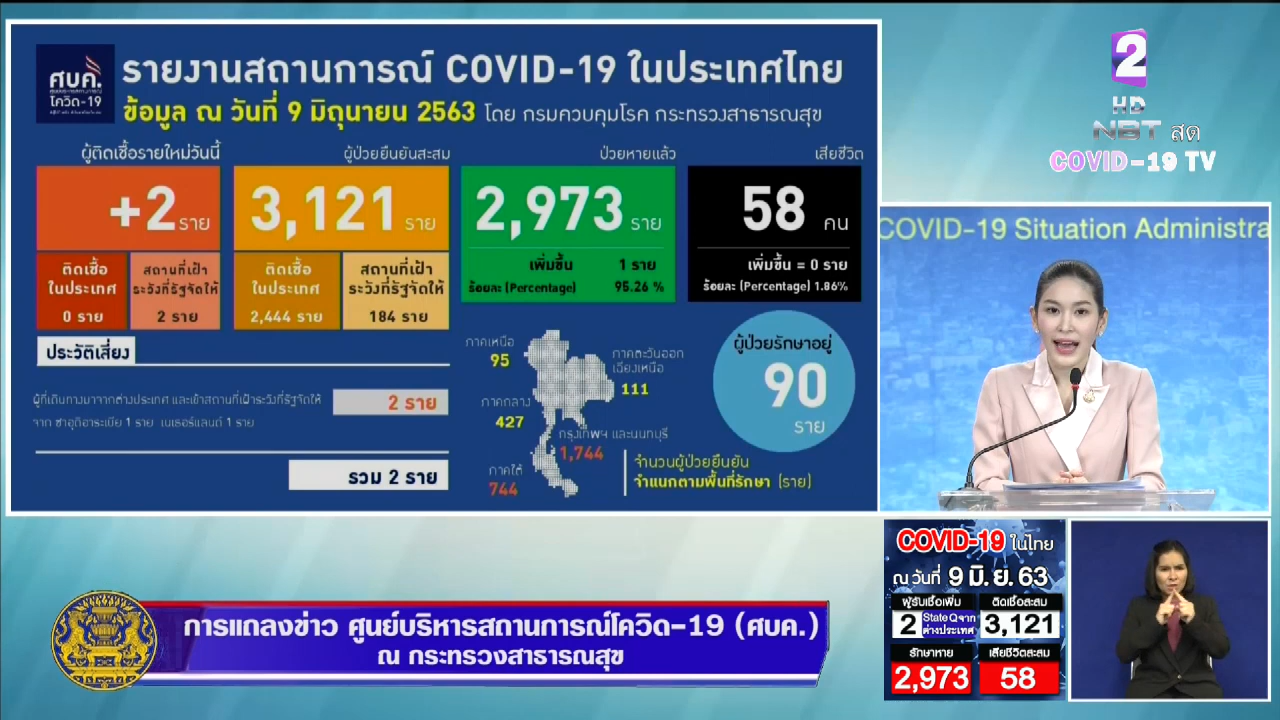 ศบค.
โควิด-19
รายงานสถานการณ์ COVID-19 ในประเทศไทย
ข้อมูล ณ วันที่ 9 มิถุนายน 2563 โดย กรมควบคุมโรค กระทรวงสาธารณสุข
ผู้ติดเชื้อรายใหม่วันนี้
+2 ราย
ติดเชื้อ
ในประเทศ
0 ราย
สถานที่เฝ้า
ระวังที่รัฐจัดให้
2 ราย
ผู้ป่วยยืนยันสะสม
3,121 ราย
ติดเชื้อ
ในประเทศ
2,444 ราย
สถานที่เฝ้า
ระวังที่รัฐจัดให้
184 ราย
ป่วยหายแล้ว
2,973 ราย
เพิ่มขึ้น 1 ราย
ร้อยละ (Percentage) 95.26 %
เสียชีวิต
58 คน
เพิ่มขึ้น = 0 ราย
ร้อยละ (Percentage) 1.86%
ประวัติเสี่ยง
ผู้ที่เดินทางมาจากต่างประเทศ และเข้าสถานที่เฝ้าระวังที่รัฐจัดให้
จาก ซาอุดิอาระเบีย 1 ราย เนเธอร์แลนด์ 1 ราย
2 ราย
รวม 2 ราย
ภาคเหนือ
95
ภาคตะวันออก
เฉียงเหนือ
111
ภาคกลาง
427
กรุงเทพฯ และนนทบุรี
1,744
ภาคใต้
744
ผู้ป่วยรักษาอยู่
90
ราย
จำนวนผู้ป่วยยืนยัน
จำแนกตามพื้นที่รักษา (ราย)
2
HD
NBT สด
COVID-19 TV
COVID-19 Situation Administra
COVID-19 ในไทย
ณ วันที่ 9 มิ.ย. 63
ผู้รับเชื้อเพิ่ม
2 State Q จาก
ต่างประเทศ
ติดเชื้อสะสม
3,121
รักษาหาย
2,973
เสียชีวิตสะสม
58
การแถลงข่าว ศูนย์บริหารสถานการณ์โควิด-19 (ศบค.)
ณ กระทรวงสาธารณสุข